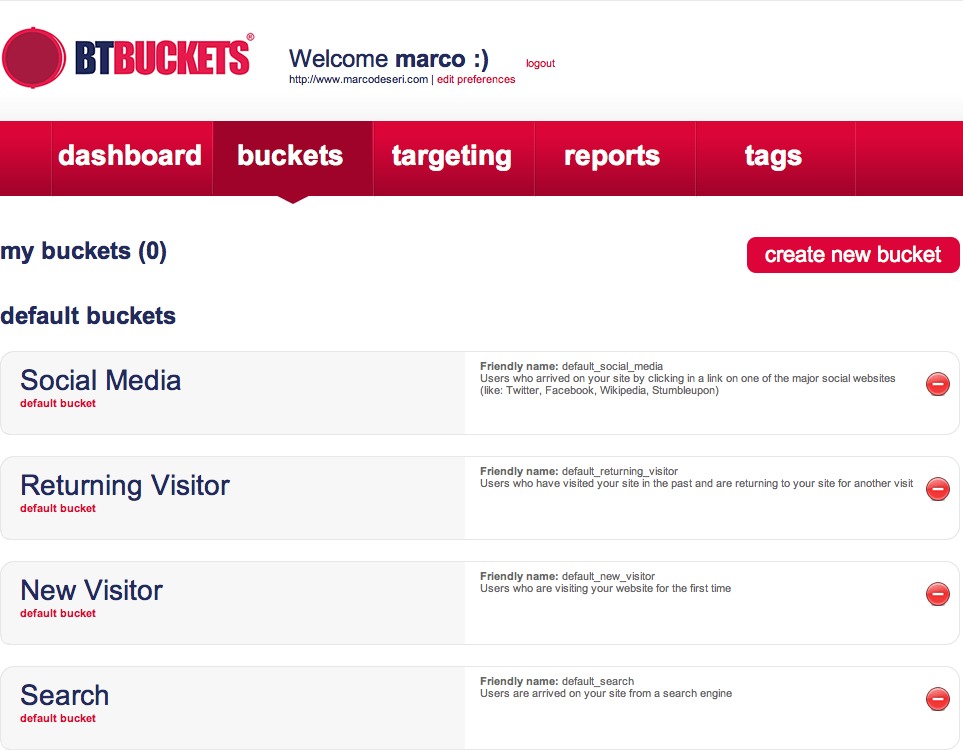 BTBUCKETS®
Welcome marco :)
logout
http://www.marcodeseri.com | edit preferences
dashboard
buckets
targeting
reports
tags
my buckets (0)
create new bucket
default buckets
Social Media
default bucket
Friendly name: default_social_media
Users who arrived on your site by clicking in a link on one of the major social websites
(like: Twitter, Facebook, Wikipedia, Stumbleupon)
Returning Visitor
default bucket
Friendly name: default_returning_visitor
Users who have visited your site in the past and are returning to your site for another visit
New Visitor
default bucket
Friendly name: default_new_visitor
Users who are visiting your website for the first time
Search
default bucket
Friendly name: default_search
Users are arrived on your site from a search engine